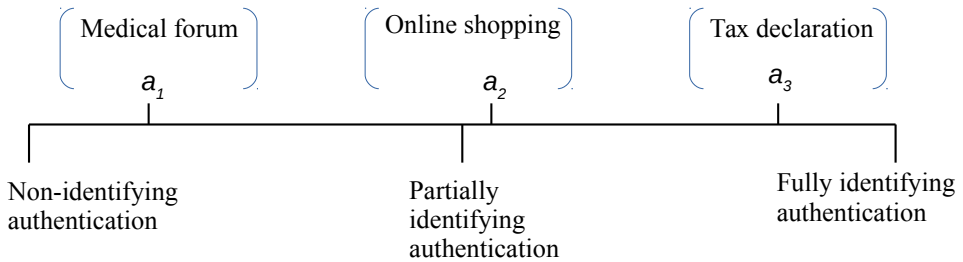 Medical forum
a1
Online shopping
a2
Tax declaration
a3
Non-identifying
authentication
Partially
identifying
authentication
Fully identifying
authentication